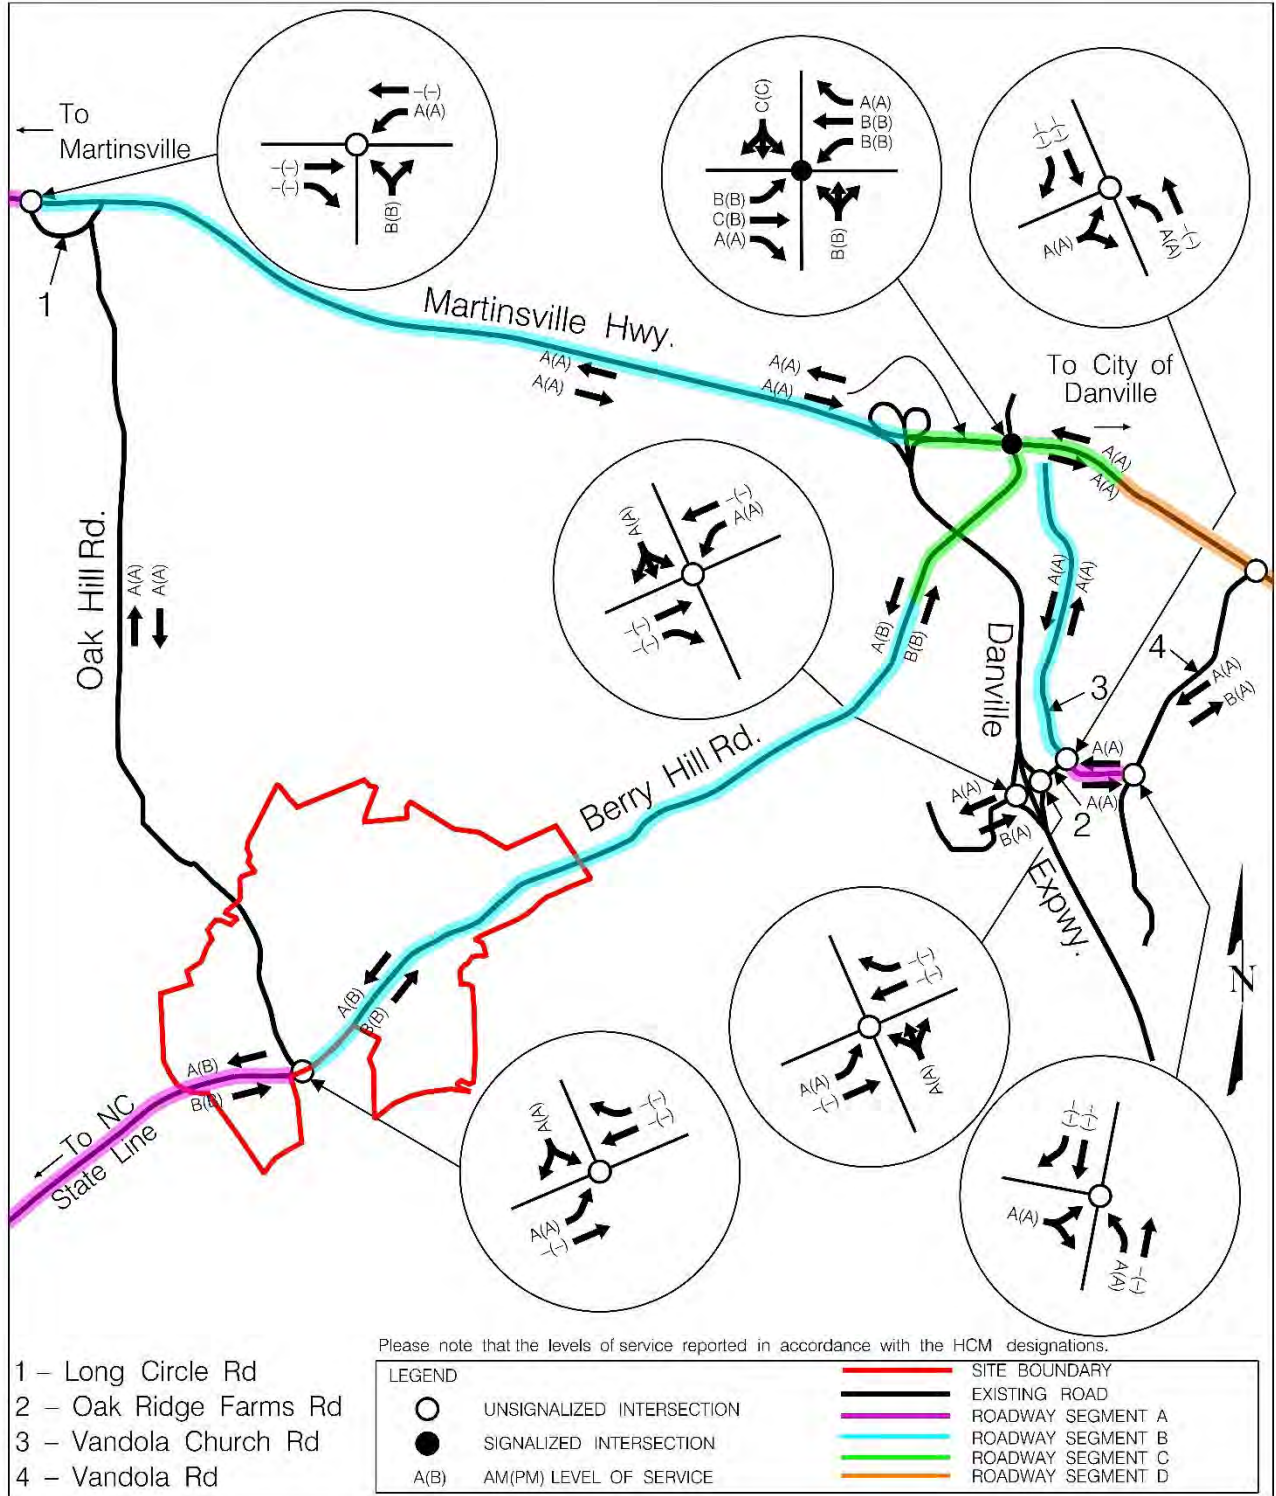 To
Martinsville
–(–)
A(A)
–(–)
–(–)
B(B)
C(C)
A(A)
B(B)
B(B)
B(B)
C(B)
A(A)
B(B)
–(–)
–(–)
A(A)
A(A)
–(–)
1
Martinsville Hwy.
A(A)
A(A)
A(A)
A(A)
To City of
Danville
A(A)
A(A)
A(A)
–(–)
A(A)
–(–)
–(–)
Oak Hill Rd.
A(A)
A(A)
A(B)
B(B)
Danville
A(A)
A(A)
3
4
A(A)
B(A)
Berry Hill Rd.
A(A)
A(A)
A(A)
B(A)
2
Expwy.
N
A(B)
B(B)
A(B)
–(–)
–(–)
A(A)
–(–)
A(A)
To NC
State Line
A(A)
–(–)
–(–)
A(A)
–(–)
–(–)
–(–)
A(A)
A(A)
–(–)
Please note that the levels of service reported in accordance with the HCM designations.
1 – Long Circle Rd
2 – Oak Ridge Farms Rd
3 – Vandola Church Rd
4 – Vandola Rd
LEGEND
UNSIGNALIZED INTERSECTION
SIGNALIZED INTERSECTION
A(B) AM(PM) LEVEL OF SERVICE
SITE BOUNDARY
EXISTING ROAD
ROADWAY SEGMENT A
ROADWAY SEGMENT B
ROADWAY SEGMENT C
ROADWAY SEGMENT D